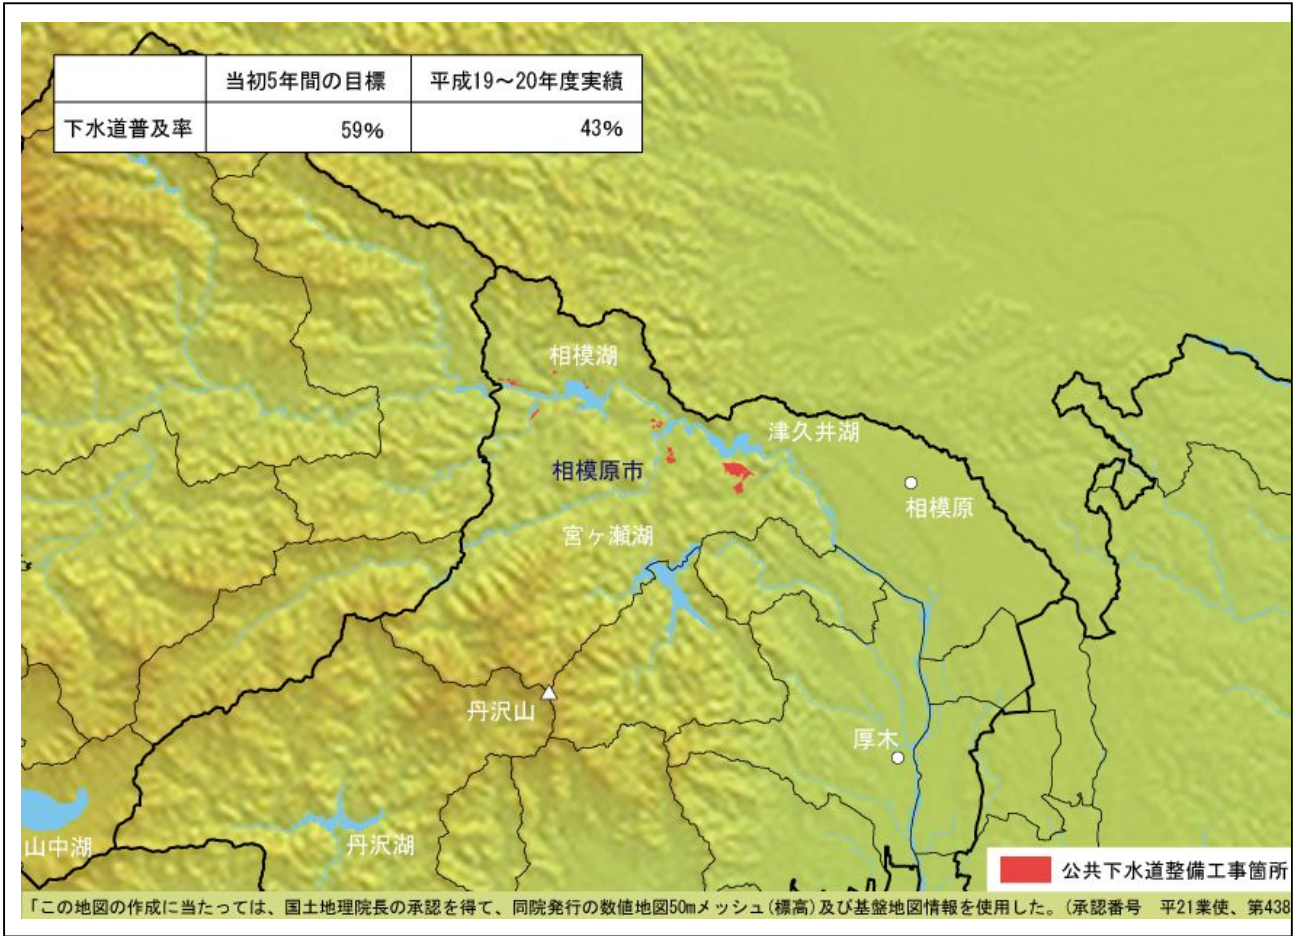 当初5年間の目標 平成19～20年度実績
下水道普及率 59% 43%
相模湖
津久井湖
相模原市
相模原
宮ヶ瀬湖
丹沢山
厚木
山中湖
丹沢湖
公共下水道整備工事箇所
「この地図の作成に当たっては、国土地理院長の承認を得て、同院発行の数値地図50mメッシュ(標高)及び基盤地図情報を使用した。(承認番号 平21業使、第438